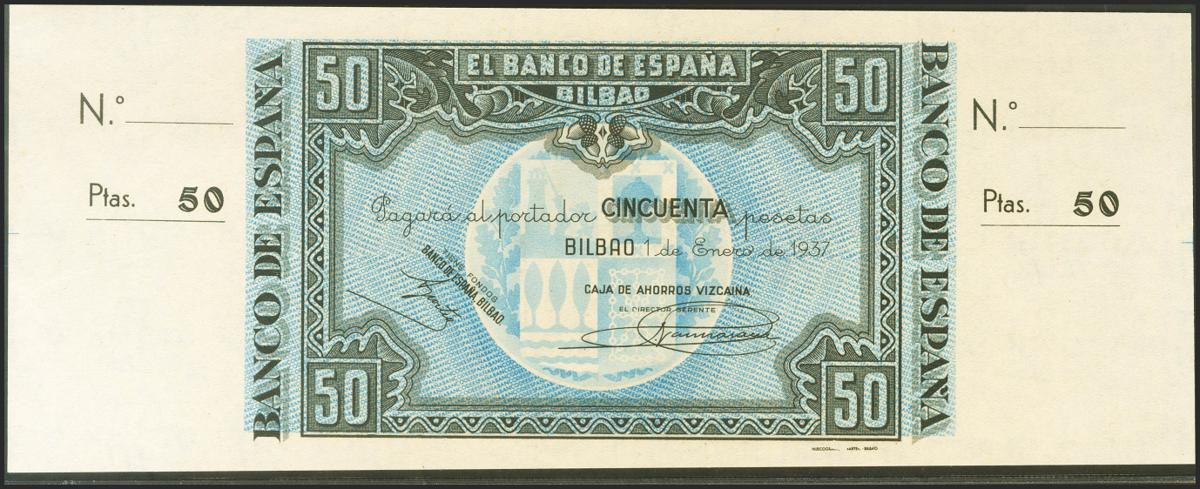 N.º
Ptas. 50
BANCO DE ESPAÑA
50
EL BANCO DE ESPAÑA
BILBAO
50
Pagará al portador CINCUENTA pesetas
BILBAO 1 de Enero de 1937
FONDOS
BANCO DE ESPAÑA, BILBAO.
CAJA DE AHORROS VIZCAINA
EL DIRECTOR GERENTE
50
50
BANCO DE ESPAÑA
N.º
Ptas. 50
BILBAO